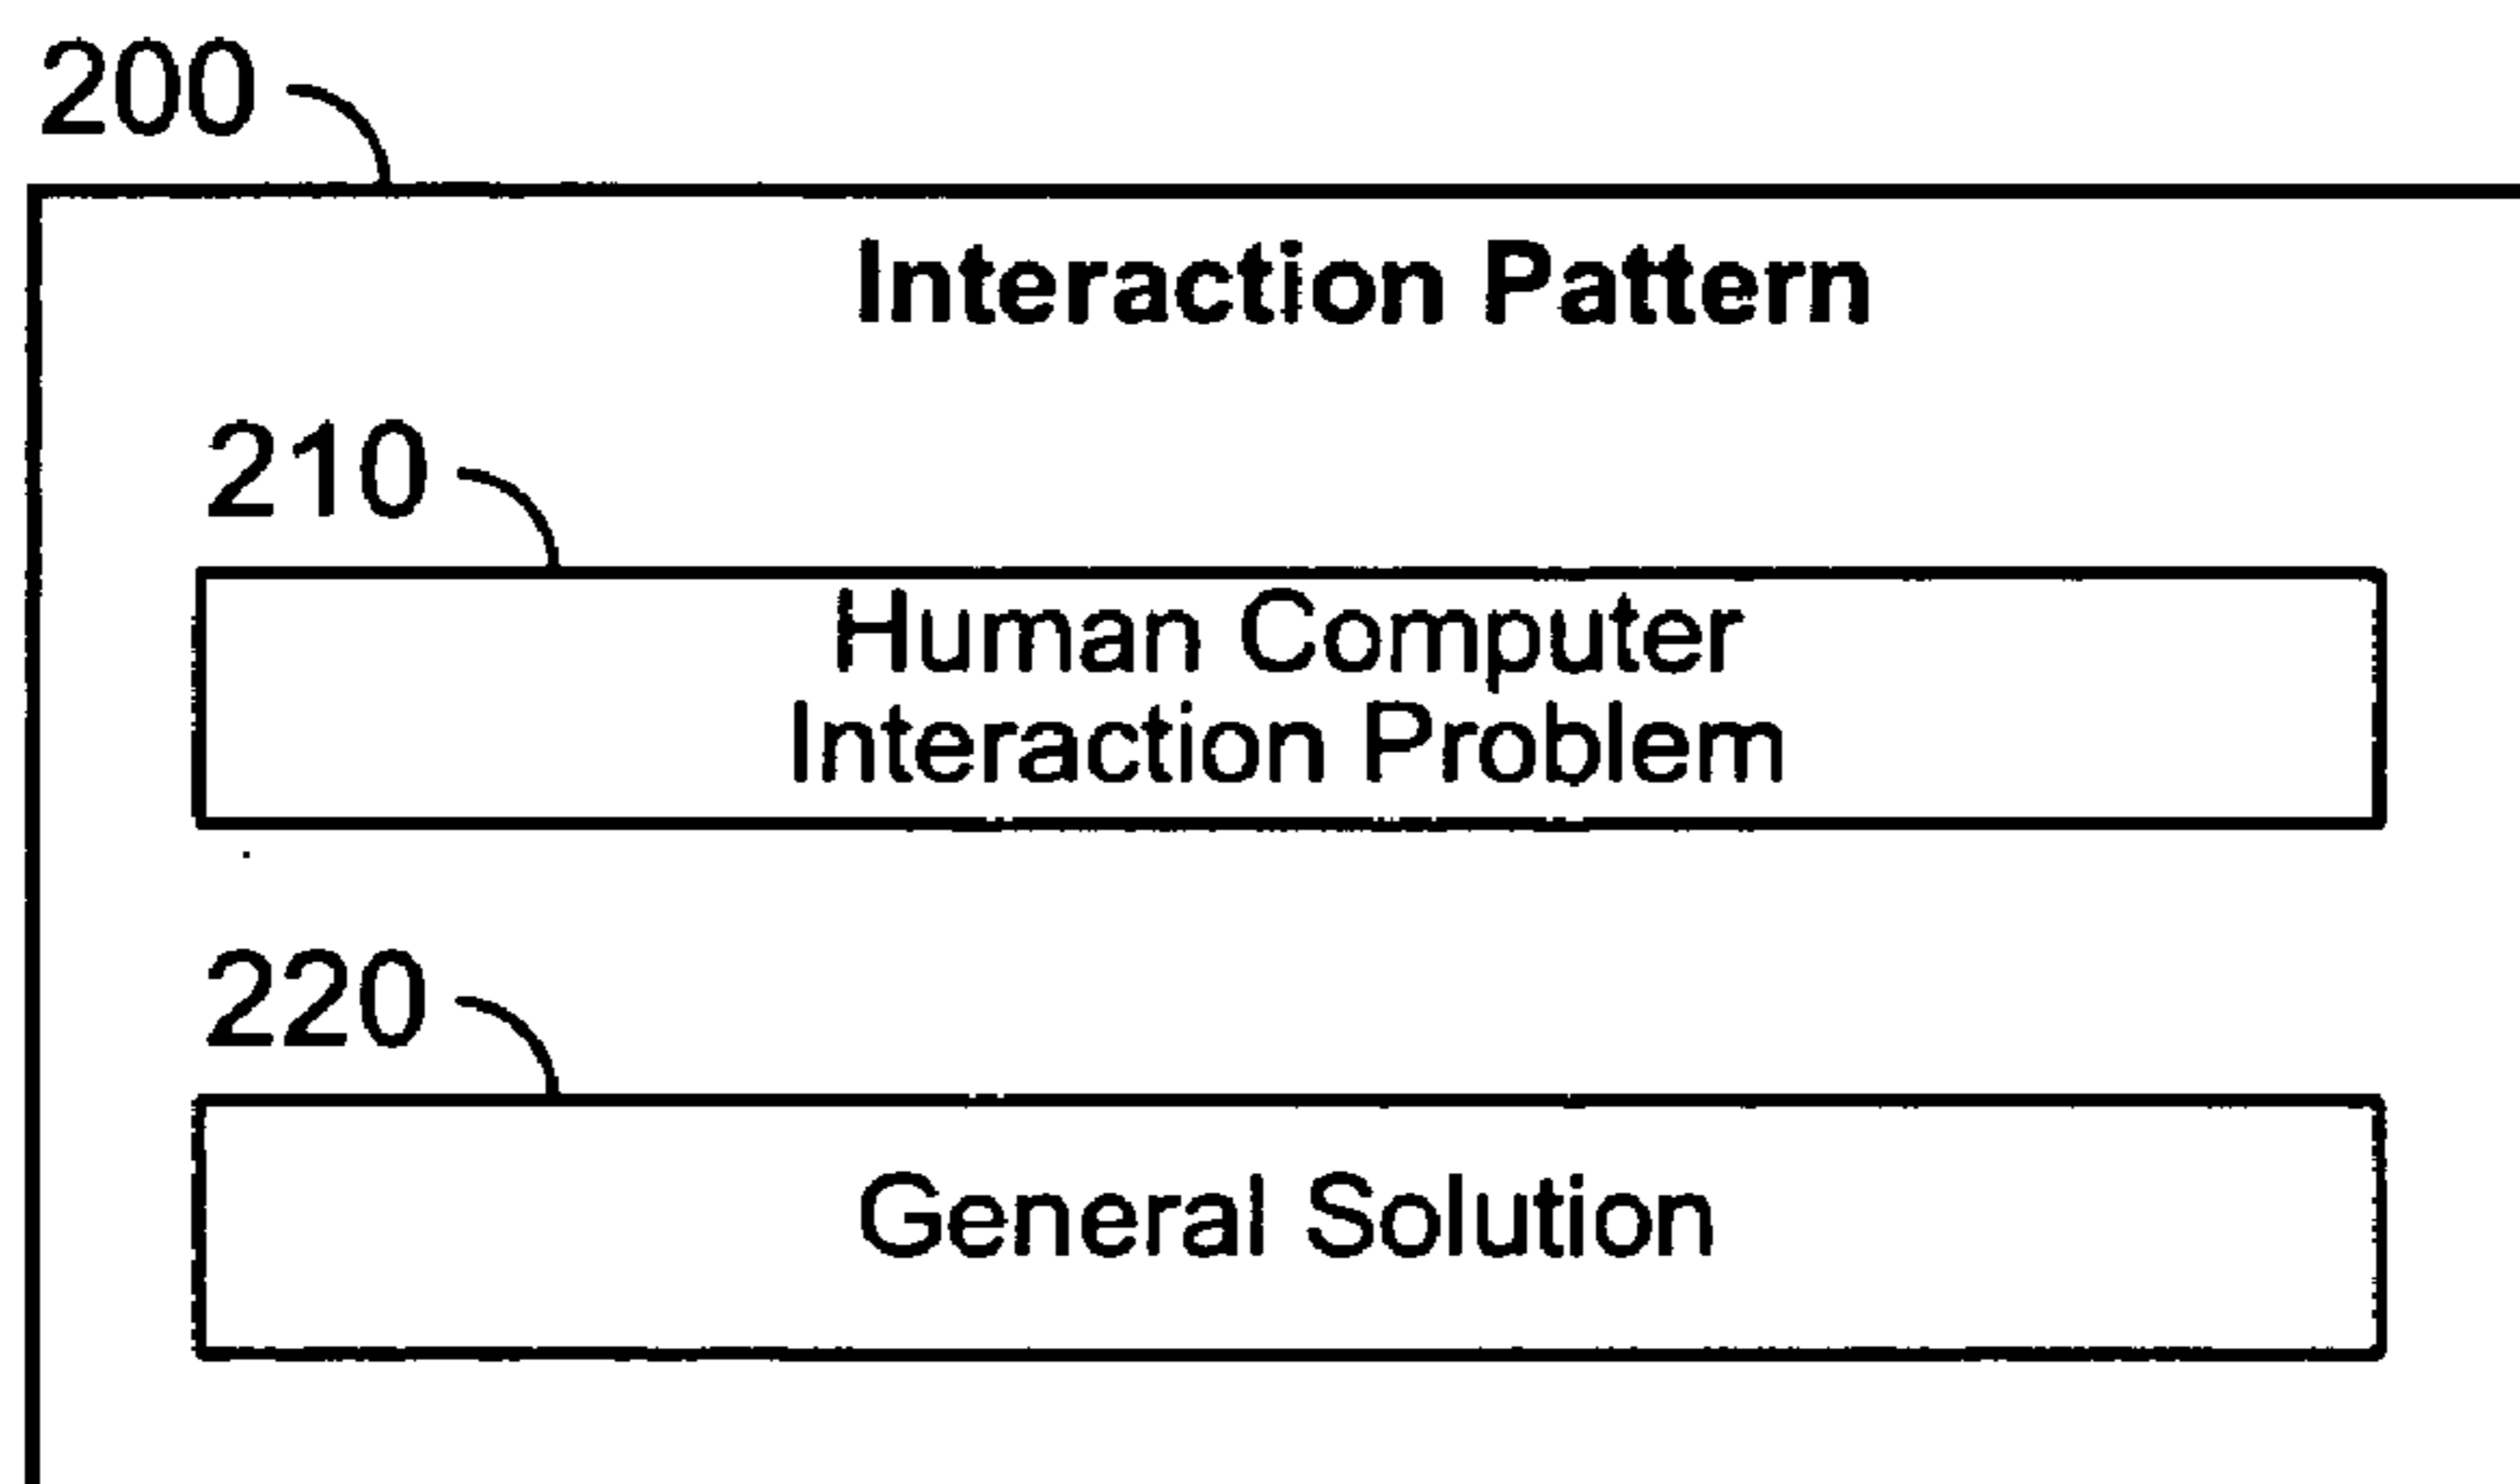 200
Interaction Pattern
210
Human Computer
Interaction Problem
220
General Solution